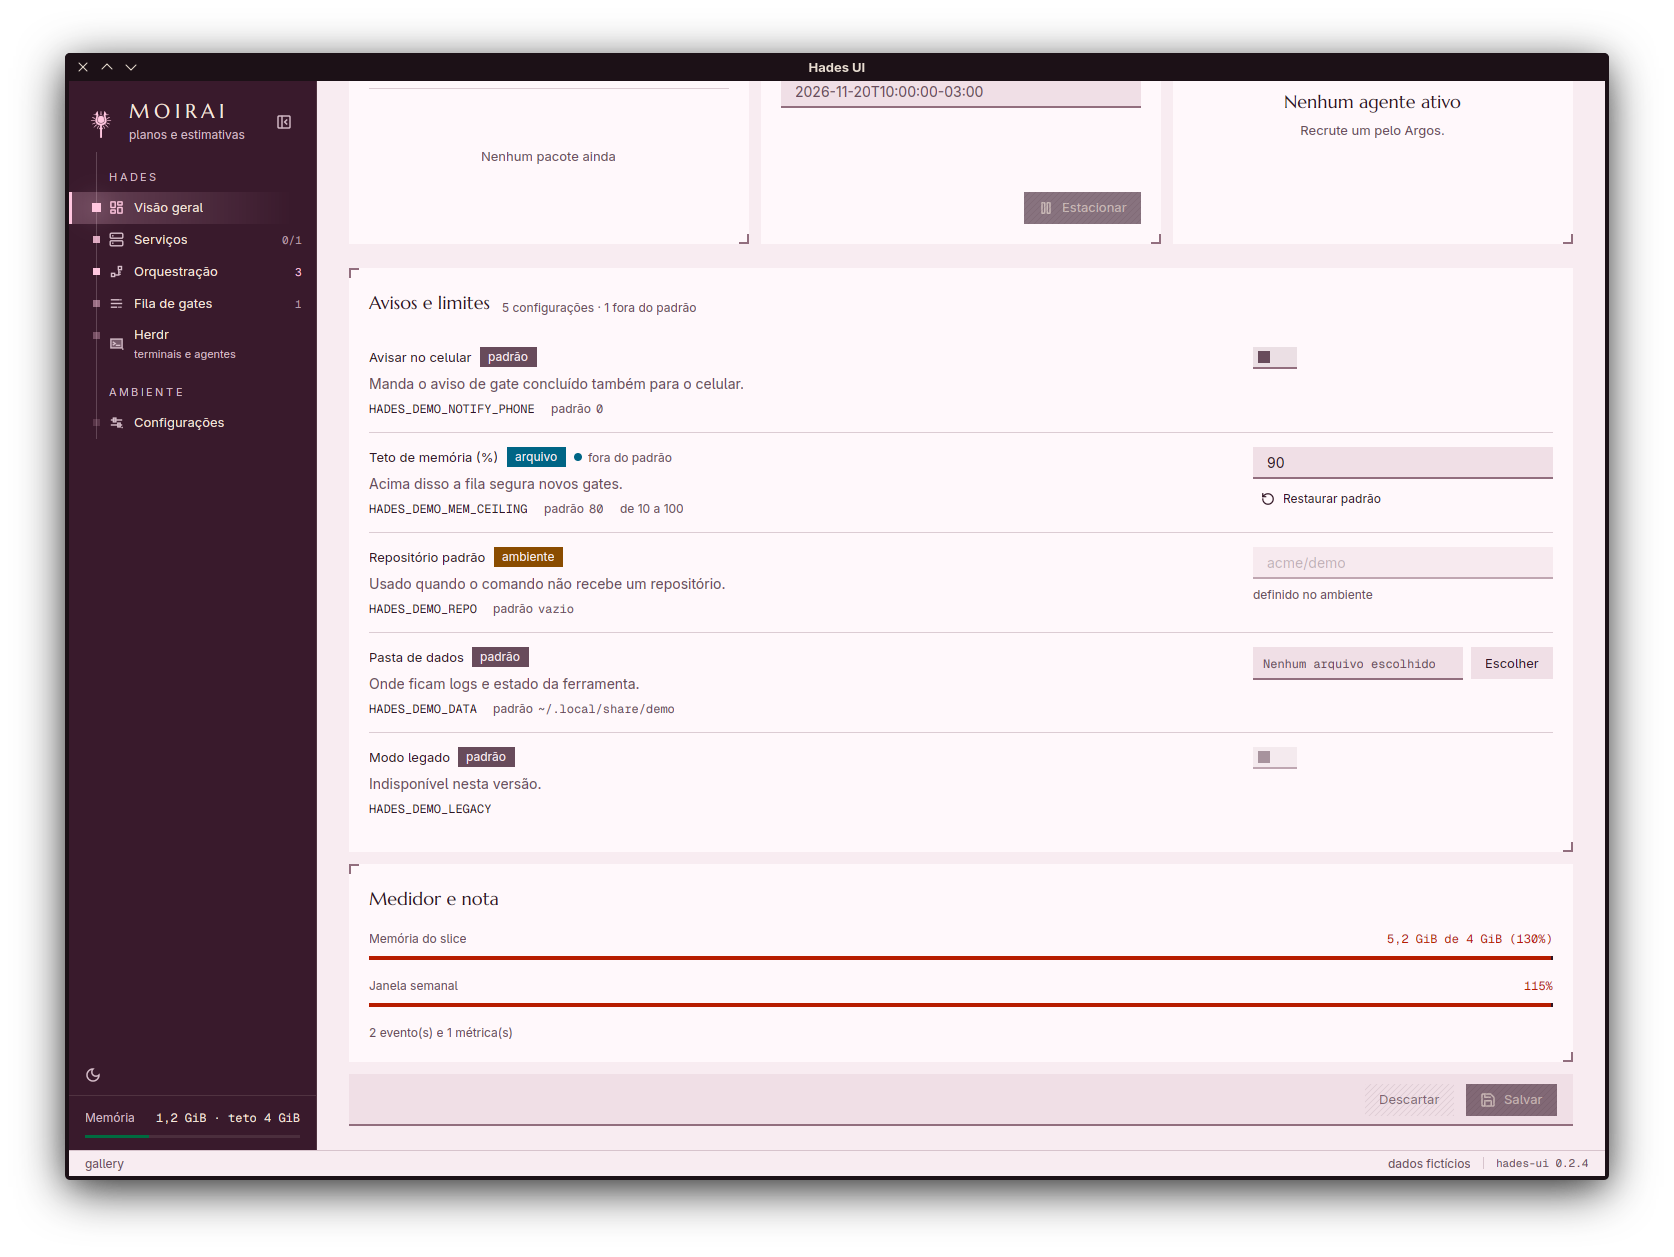 Hades UI
MOIRAI
planos e estimativas
HADES
Visão geral
Serviços 0/1
Orquestração 3
Fila de gates 1
Herdr
terminais e agentes
AMBIENTE
Configurações
Memória 1,2 GiB · teto 4 GiB
Nenhum pacote ainda
2026-11-20T10:00:00-03:00
Estacionar
Nenhum agente ativo
Recrute um pelo Argos.
Avisos e limites 5 configurações · 1 fora do padrão
Avisar no celular padrão
Manda o aviso de gate concluído também para o celular.
HADES_DEMO_NOTIFY_PHONE padrão 0
Teto de memória (%) arquivo fora do padrão
90
Acima disso a fila segura novos gates.
Restaurar padrão
HADES_DEMO_MEM_CEILING padrão 80 de 10 a 100
Repositório padrão ambiente
acme/demo
Usado quando o comando não recebe um repositório.
definido no ambiente
HADES_DEMO_REPO padrão vazio
Pasta de dados padrão
Nenhum arquivo escolhido Escolher
Onde ficam logs e estado da ferramenta.
HADES_DEMO_DATA padrão ~/.local/share/demo
Modo legado padrão
Indisponível nesta versão.
HADES_DEMO_LEGACY
Medidor e nota
Memória do slice 5,2 GiB de 4 GiB (130%)
Janela semanal 115%
2 evento(s) e 1 métrica(s)
Descartar Salvar
gallery dados fictícios hades-ui 0.2.4